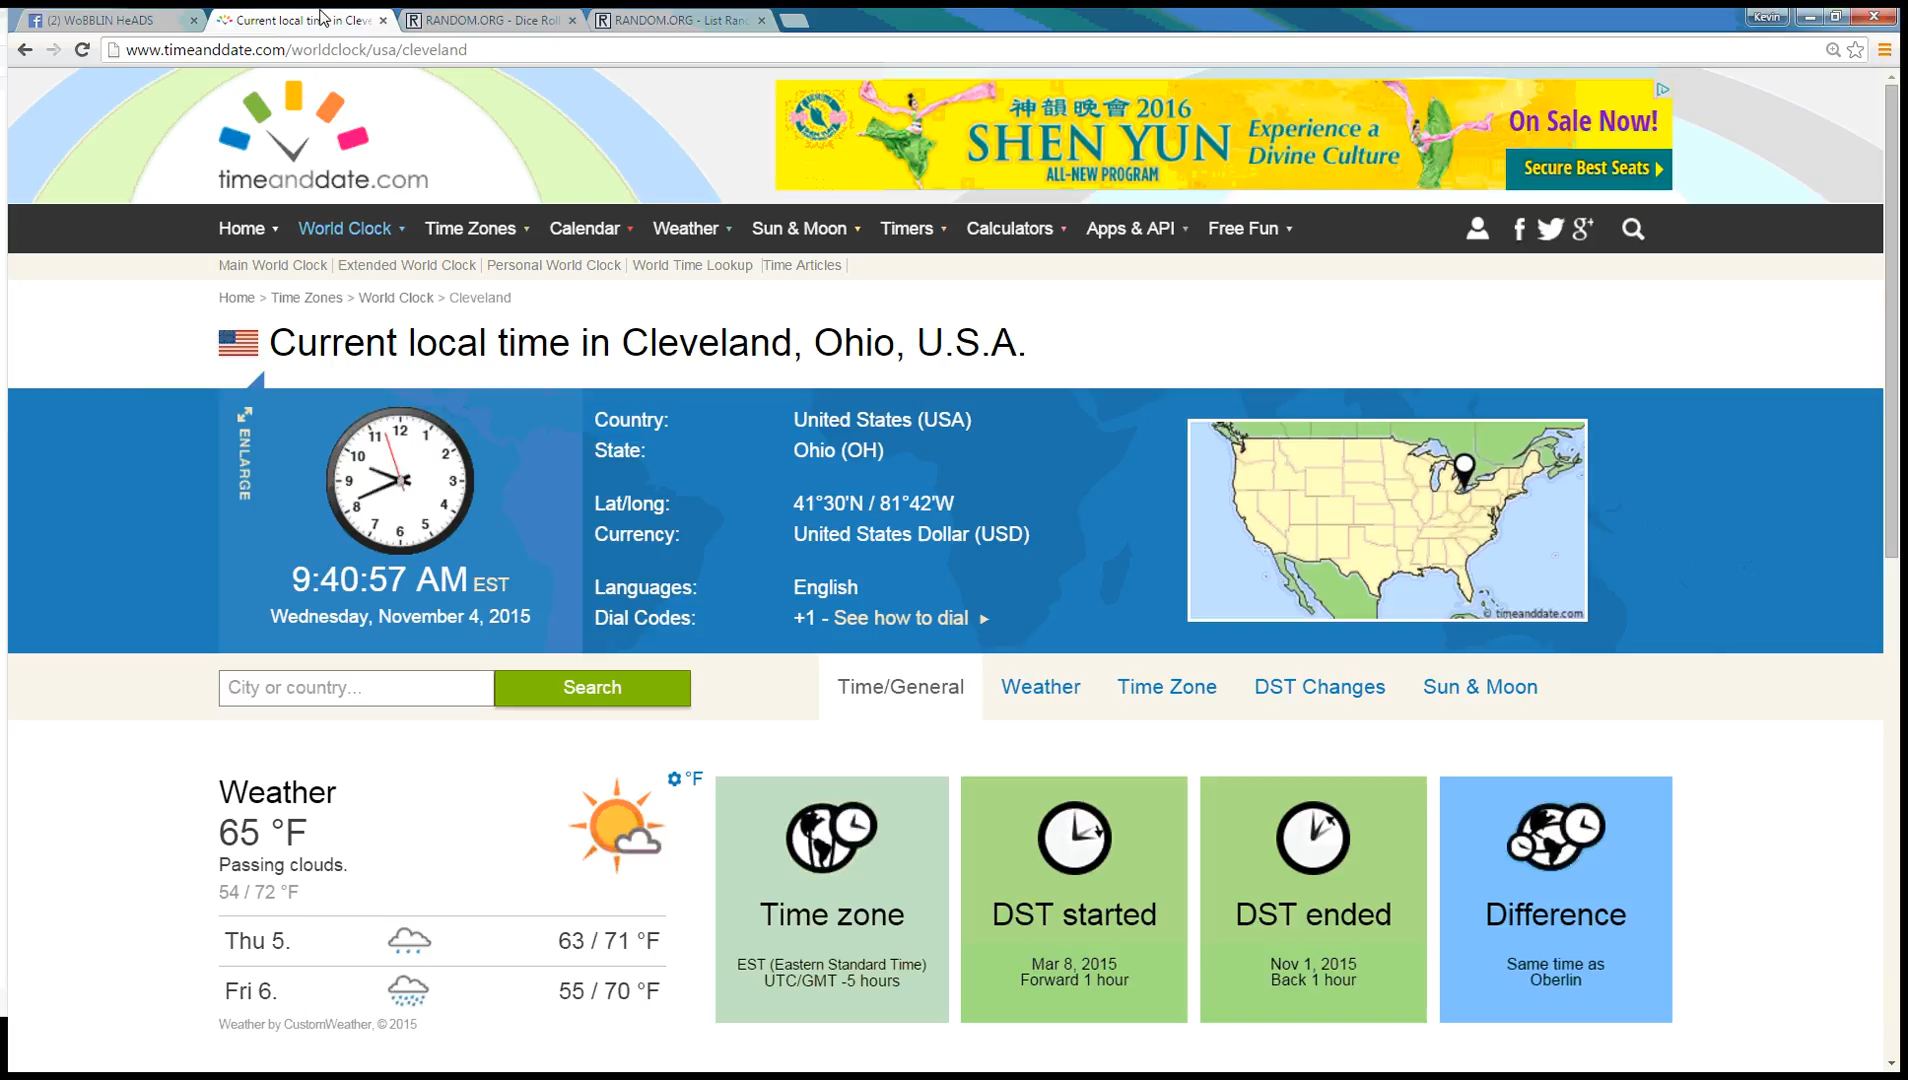 (2) WoBBLIN HeADS
Current local time in Cleve
RANDOM.ORG - Dice Roll
RANDOM.ORG - List Ran
Kevin
www.timeanddate.com/worldclock/usa/cleveland
timeanddate.com
神韻晚會 2016
SHEN YUN
ALL-NEW PROGRAM
Experience a
Divine Culture
On Sale Now!
Secure Best Seats
Home World Clock Time Zones Calendar Weather Sun & Moon Timers Calculators Apps & API Free Fun
Main World Clock | Extended World Clock | Personal World Clock | World Time Lookup | Time Articles |
Home > Time Zones > World Clock > Cleveland
Current local time in Cleveland, Ohio, U.S.A.
ENLARGE
12 1 2 3 4 5 6 7 8 9 10 11
9:40:57 AM EST
Wednesday, November 4, 2015
Country: United States (USA)
State: Ohio (OH)
Lat/long: 41°30'N / 81°42'W
Currency: United States Dollar (USD)
Languages: English
Dial Codes: +1 - See how to dial
© timeanddate.com
City or country...
Search
Time/General Weather Time Zone DST Changes Sun & Moon
Weather
°F
65 °F
Passing clouds.
54 / 72 °F
Thu 5. 63 / 71 °F
Fri 6. 55 / 70 °F
Weather by CustomWeather, © 2015
Time zone
EST (Eastern Standard Time)
UTC/GMT -5 hours
DST started
Mar 8, 2015
Forward 1 hour
DST ended
Nov 1, 2015
Back 1 hour
Difference
Same time as
Oberlin